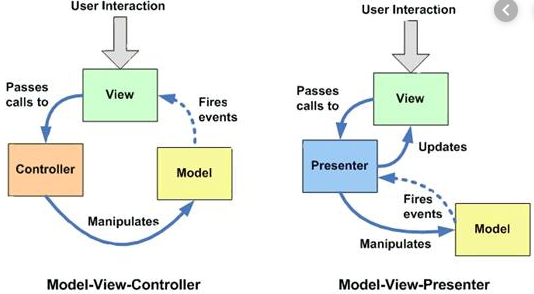 User Interaction
View
Passes
calls to
Fires
events
Controller
Model
Manipulates
Model-View-Controller
User Interaction
View
Passes
calls to
Updates
Presenter
Fires
events
Model
Manipulates
Model-View-Presenter